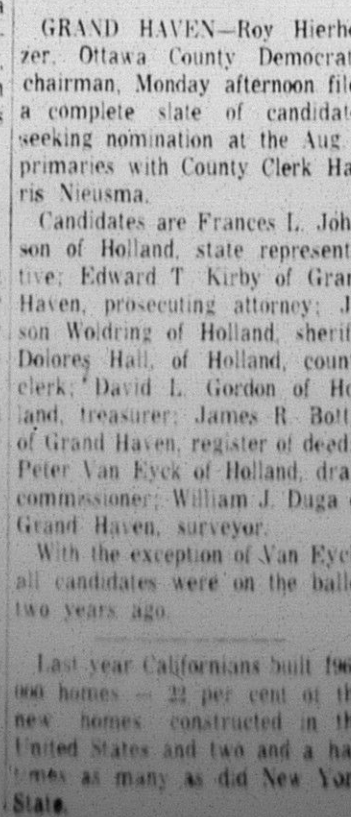 GRAND HAVEN—Roy Hierho
zer, Ottawa County Democrat
chairman, Monday afternoon file
a complete slate of candidate
seeking nomination at the Aug.
primaries with County Clerk Ha
ris Nieusma.
Candidates are Frances L. Joh
son of Holland, state represent
tive; Edward T Kirby of Gran
Haven, prosecuting attorney; J
son Woldring of Holland, sherif
Dolores Hall, of Holland, coun
clerk; David L. Gordon of Ho
land, treasurer; James R. Bott
of Grand Haven, register of deed
Peter Van Eyck of Holland, dra
commissioner; William J. Duga
Grand Haven, surveyor.
With the exception of Van Eyc
all candidates were on the ballo
two years ago.
Last year Californians built 196
000 homes — 22 per cent of th
new homes constructed in th
United States and two and a ha
times as many as did New Yor
State.